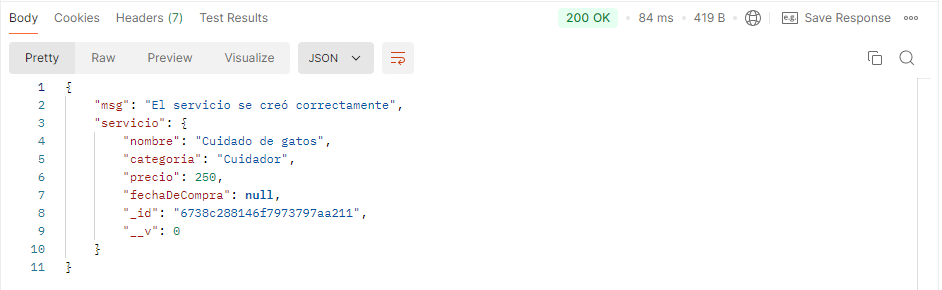 Body Cookies Headers (7) Test Results 200 OK • 84 ms • 419 B e.g. Save Response
Pretty Raw Preview Visualize JSON
1 {
2 "msg": "El servicio se creó correctamente",
3 "servicio": {
4 "nombre": "Cuidado de gatos",
5 "categoria": "Cuidador",
6 "precio": 250,
7 "fechaDeCompra": null,
8 "_id": "6738c288146f7973797aa211",
9 "__v": 0
10 }
11 }